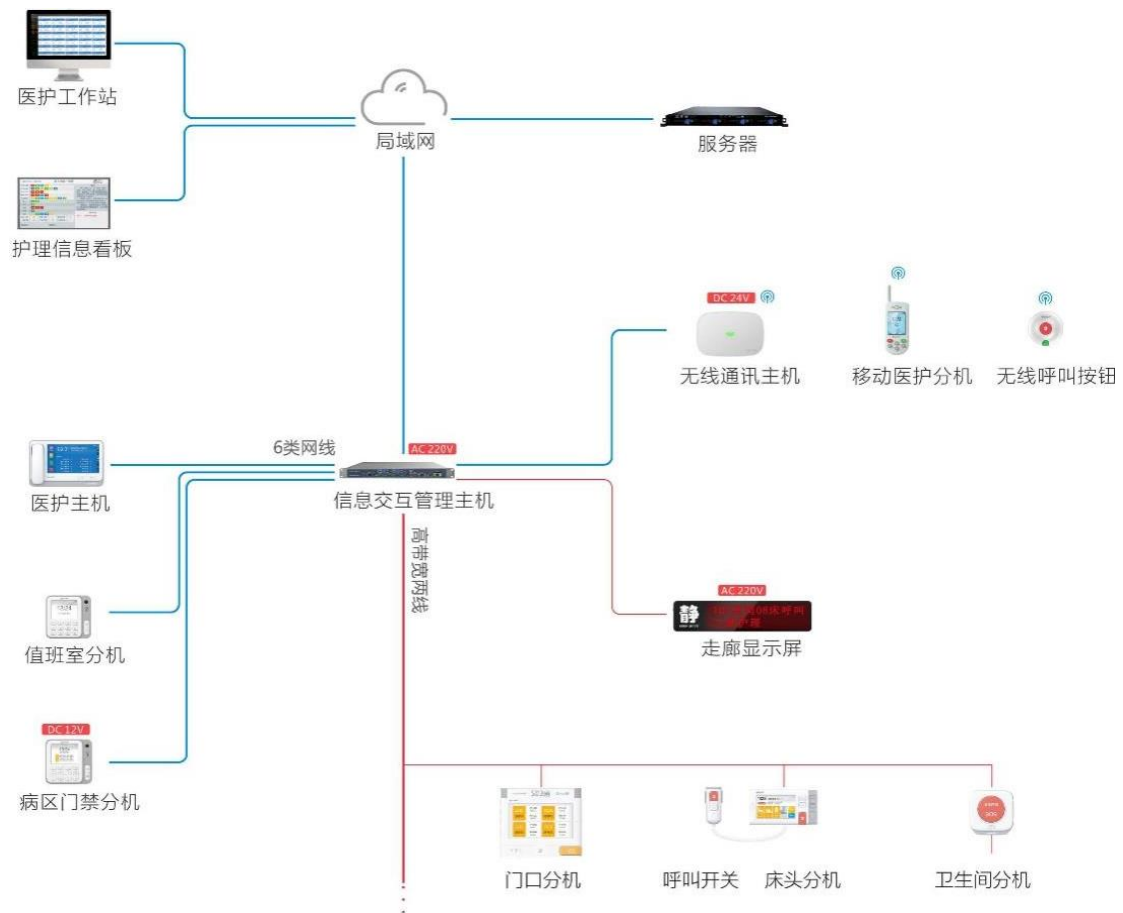 医护工作站
局域网
服务器
护理信息看板
DC 24V
无线通讯主机
移动医护分机
无线呼叫按钮
6类网线
AC 220V
医护主机
信息交互管理主机
高带宽两线
AC 220V
静
走廊显示屏
值班室分机
DC 12V
病区门禁分机
门口分机
呼叫开关
床头分机
卫生间分机